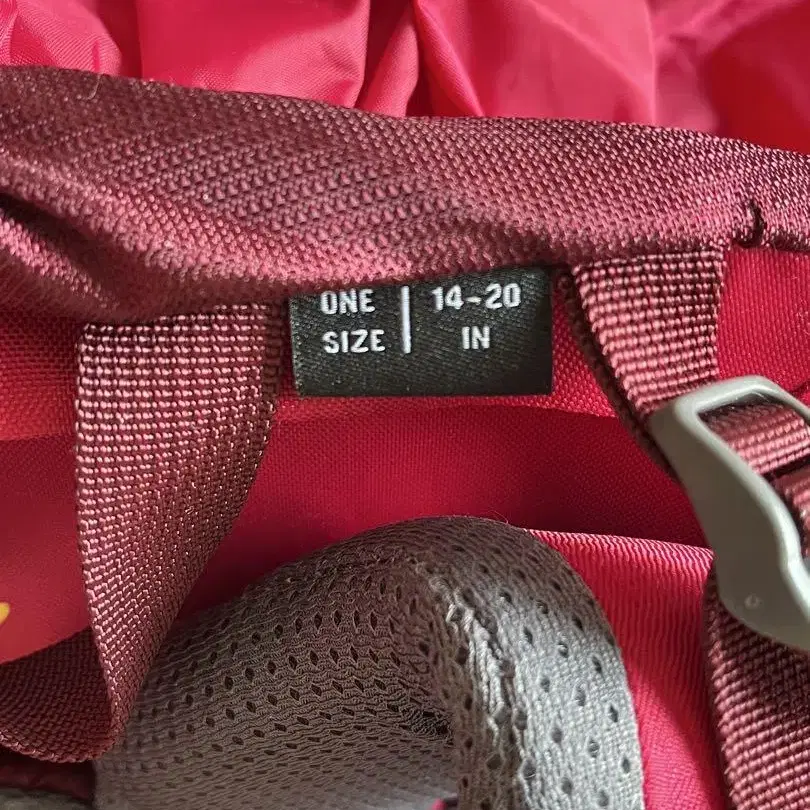 ONE | 14-20
SIZE | IN